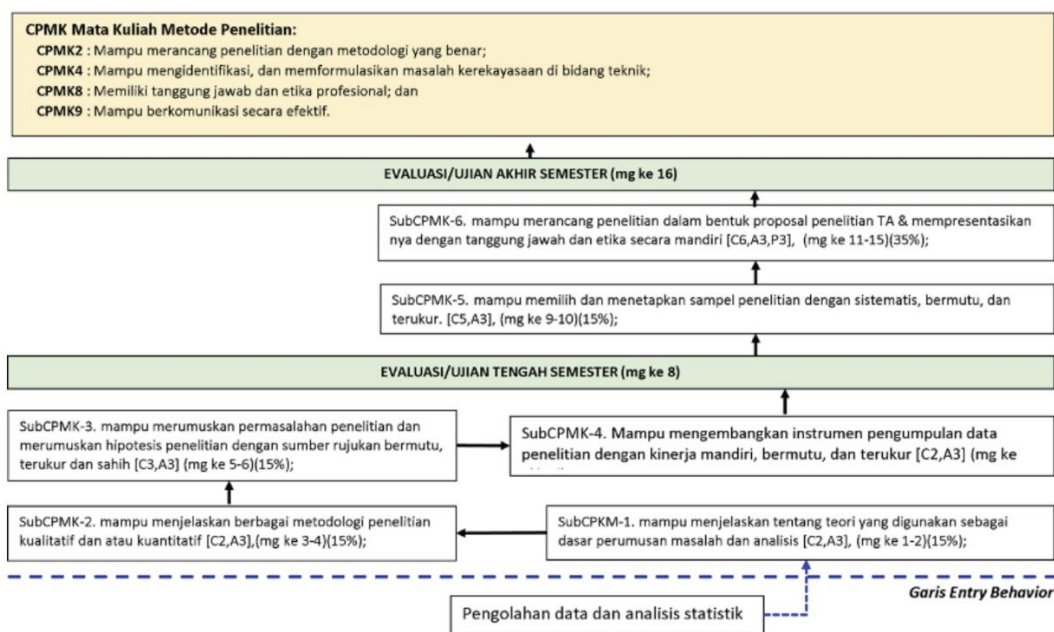 CPMK Mata Kuliah Metode Penelitian:
CPMK2 : Mampu merancang penelitian dengan metodologi yang benar;
CPMK4 : Mampu mengidentifikasi, dan memformulasikan masalah kerekayasaan di bidang teknik;
CPMK8 : Memiliki tanggung jawab dan etika profesional; dan
CPMK9 : Mampu berkomunikasi secara efektif.
EVALUASI/UJIAN AKHIR SEMESTER (mg ke 16)
SubCPMK-6. mampu merancang penelitian dalam bentuk proposal penelitian TA & mempresentasikan
nya dengan tanggung jawah dan etika secara mandiri [C6,A3,P3], (mg ke 11-15)(35%);
SubCPMK-5. mampu memilih dan menetapkan sampel penelitian dengan sistematis, bermutu, dan
terukur. [C5,A3], (mg ke 9-10)(15%);
EVALUASI/UJIAN TENGAH SEMESTER (mg ke 8)
SubCPMK-3. mampu merumuskan permasalahan penelitian dan
merumuskan hipotesis penelitian dengan sumber rujukan bermutu,
terukur dan sahih [C3,A3] (mg ke 5-6)(15%);
SubCPMK-4. Mampu mengembangkan instrumen pengumpulan data
penelitian dengan kinerja mandiri, bermutu, dan terukur [C2,A3] (mg ke
SubCPMK-2. mampu menjelaskan berbagai metodologi penelitian
kualitatif dan atau kuantitatif [C2,A3],(mg ke 3-4)(15%);
SubCPKM-1. mampu menjelaskan tentang teori yang digunakan sebagai
dasar perumusan masalah dan analisis [C2,A3], (mg ke 1-2)(15%);
Garis Entry Behavior
Pengolahan data dan analisis statistik